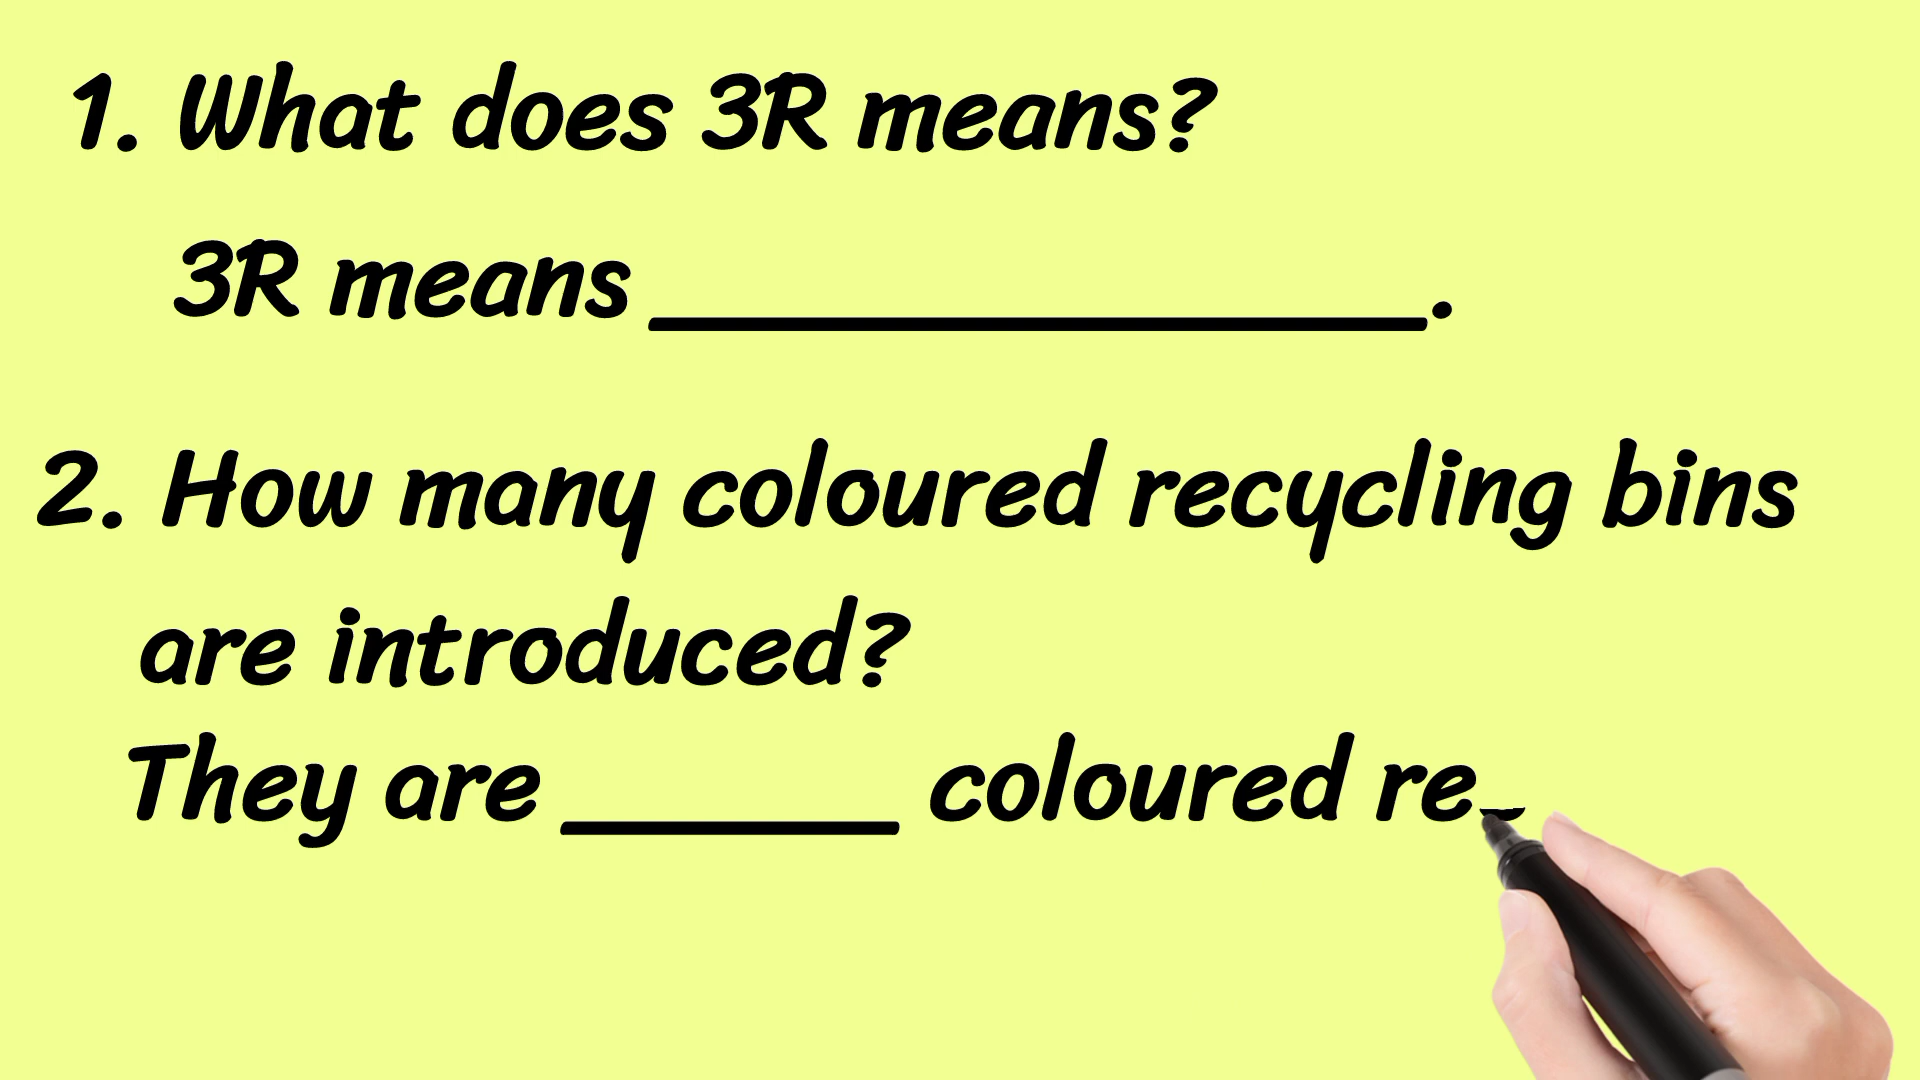 1. What does 3R means?
3R means ______________.
2. How many coloured recycling bins
are introduced?
They are ______ coloured re